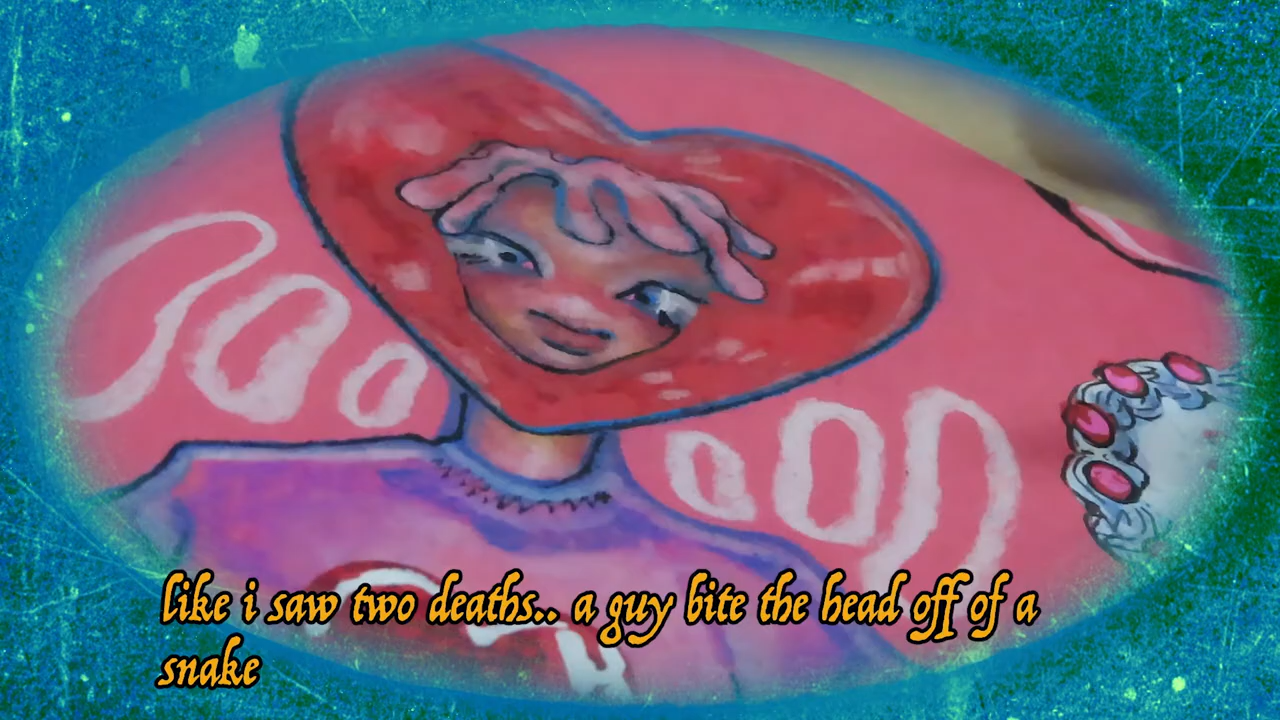 like i saw two deaths.. a guy bite the head off of a
snake